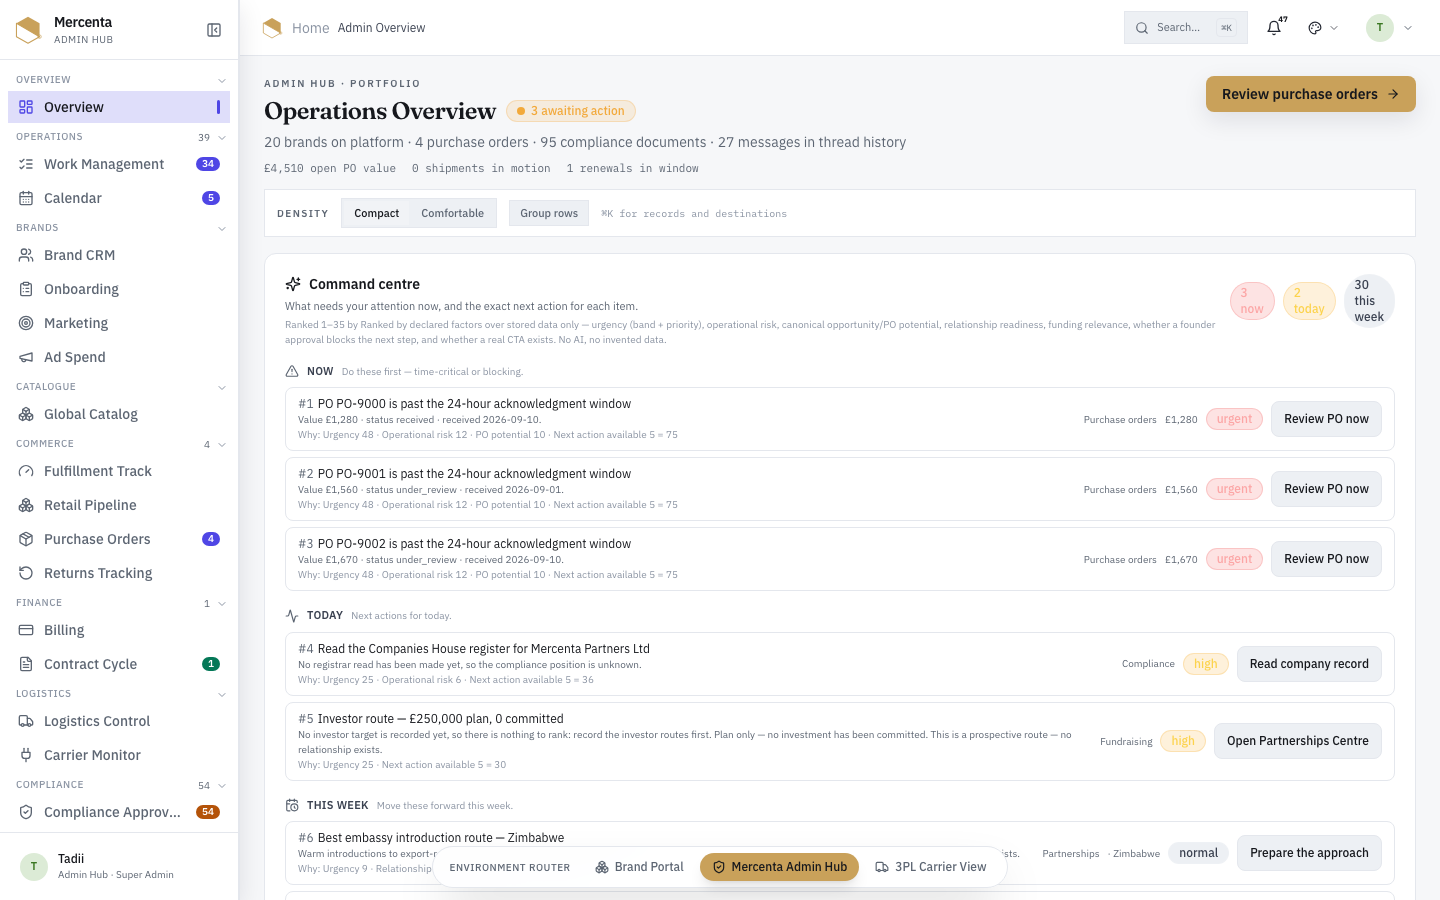 Mercenta
ADMIN HUB
Home Admin Overview
Search... ⌘K
47
T
OVERVIEW
Overview
OPERATIONS 39
Work Management 34
Calendar 5
BRANDS
Brand CRM
Onboarding
Marketing
Ad Spend
CATALOGUE
Global Catalog
COMMERCE 4
Fulfillment Track
Retail Pipeline
Purchase Orders 4
Returns Tracking
FINANCE 1
Billing
Contract Cycle 1
LOGISTICS
Logistics Control
Carrier Monitor
COMPLIANCE 54
Compliance Approv... 54
T
Tadii
Admin Hub · Super Admin
ADMIN HUB · PORTFOLIO
Operations Overview 3 awaiting action
Review purchase orders
20 brands on platform · 4 purchase orders · 95 compliance documents · 27 messages in thread history
£4,510 open PO value 0 shipments in motion 1 renewals in window
DENSITY Compact Comfortable Group rows ⌘K for records and destinations
Command centre
What needs your attention now, and the exact next action for each item.
Ranked 1–35 by Ranked by declared factors over stored data only — urgency (band + priority), operational risk, canonical opportunity/PO potential, relationship readiness, funding relevance, whether a founder
approval blocks the next step, and whether a real CTA exists. No AI, no invented data.
3
now
2
today
30
this
week
NOW Do these first — time-critical or blocking.
#1 PO PO-9000 is past the 24-hour acknowledgment window
Value £1,280 · status received · received 2026-09-10.
Why: Urgency 48 · Operational risk 12 · PO potential 10 · Next action available 5 = 75
Purchase orders £1,280 urgent Review PO now
#2 PO PO-9001 is past the 24-hour acknowledgment window
Value £1,560 · status under_review · received 2026-09-01.
Why: Urgency 48 · Operational risk 12 · PO potential 10 · Next action available 5 = 75
Purchase orders £1,560 urgent Review PO now
#3 PO PO-9002 is past the 24-hour acknowledgment window
Value £1,670 · status under_review · received 2026-09-10.
Why: Urgency 48 · Operational risk 12 · PO potential 10 · Next action available 5 = 75
Purchase orders £1,670 urgent Review PO now
TODAY Next actions for today.
#4 Read the Companies House register for Mercenta Partners Ltd
No registrar read has been made yet, so the compliance position is unknown.
Why: Urgency 25 · Operational risk 6 · Next action available 5 = 36
Compliance high Read company record
#5 Investor route — £250,000 plan, 0 committed
No investor target is recorded yet, so there is nothing to rank: record the investor routes first. Plan only — no investment has been committed. This is a prospective route — no
relationship exists.
Why: Urgency 25 · Next action available 5 = 30
Fundraising high Open Partnerships Centre
THIS WEEK Move these forward this week.
#6 Best embassy introduction route — Zimbabwe
Warm introductions to export-
ists.
Why: Urgency 9 · Relationship
Partnerships · Zimbabwe normal Prepare the approach
ENVIRONMENT ROUTER Brand Portal Mercenta Admin Hub 3PL Carrier View